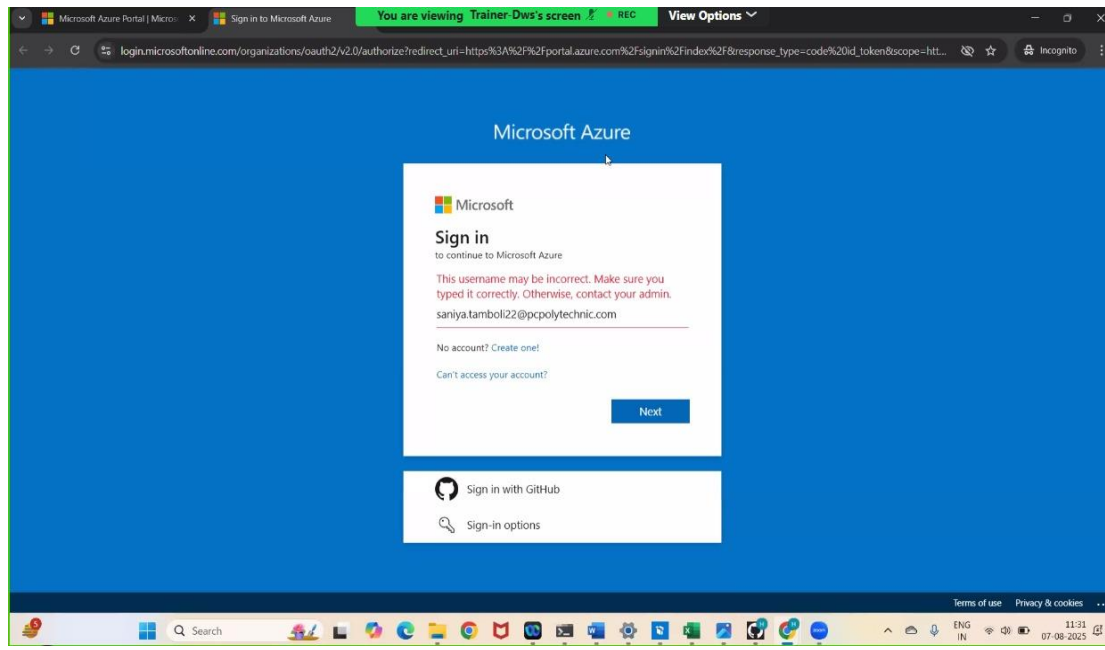 Microsoft Azure Portal | Micros
Sign in to Microsoft Azure
You are viewing Trainer-Dws's screen
REC
View Options
login.microsoftonline.com/organizations/oauth2/v2.0/authorize?redirect_uri=https%3A%2F%2Fportal.azure.com%2Fsignin%2Findex%2F&response_type=code%20id_token&scope=htt...
Incognito
Microsoft Azure
Microsoft
Sign in
to continue to Microsoft Azure
This username may be incorrect. Make sure you
typed it correctly. Otherwise, contact your admin.
saniya.tamboli22@pcpolytechnic.com
No account? Create one!
Can't access your account?
Next
Sign in with GitHub
Sign-in options
Terms of use Privacy & cookies ...
5
Search
ENG
IN
11:31
07-08-2025